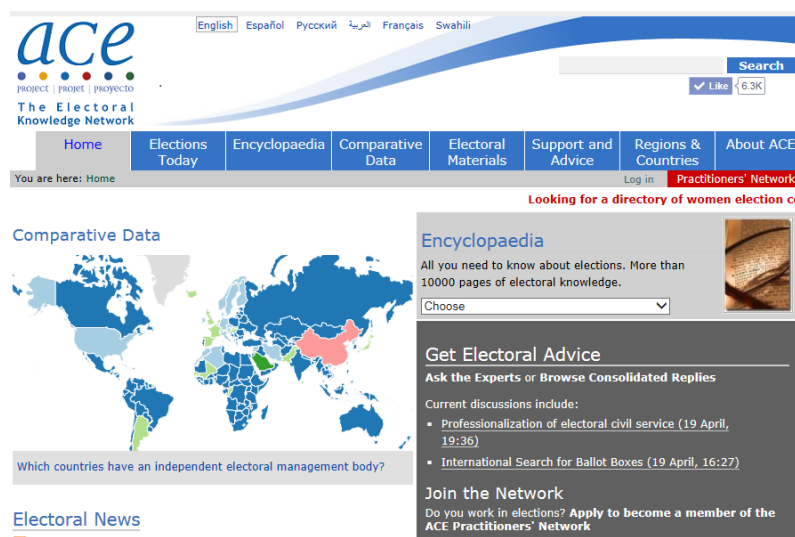 English Español Русский العربية Français Swahili
ace
PROJECT | PROJET | PROYECTO
The Electoral
Knowledge Network
Search
Like 6.3K
Home
Elections
Today
Encyclopaedia
Comparative
Data
Electoral
Materials
Support and
Advice
Regions &
Countries
About ACE
You are here: Home
Log in
Practitioners' Network
Looking for a directory of women election
Comparative Data
Which countries have an independent electoral management body?
Electoral News
Encyclopaedia
All you need to know about elections. More than
10000 pages of electoral knowledge.
Choose
Get Electoral Advice
Ask the Experts or Browse Consolidated Replies
Current discussions include:
Professionalization of electoral civil service (19 April,
19:36)
International Search for Ballot Boxes (19 April, 16:27)
Join the Network
Do you work in elections? Apply to become a member of the
ACE Practitioners' Network